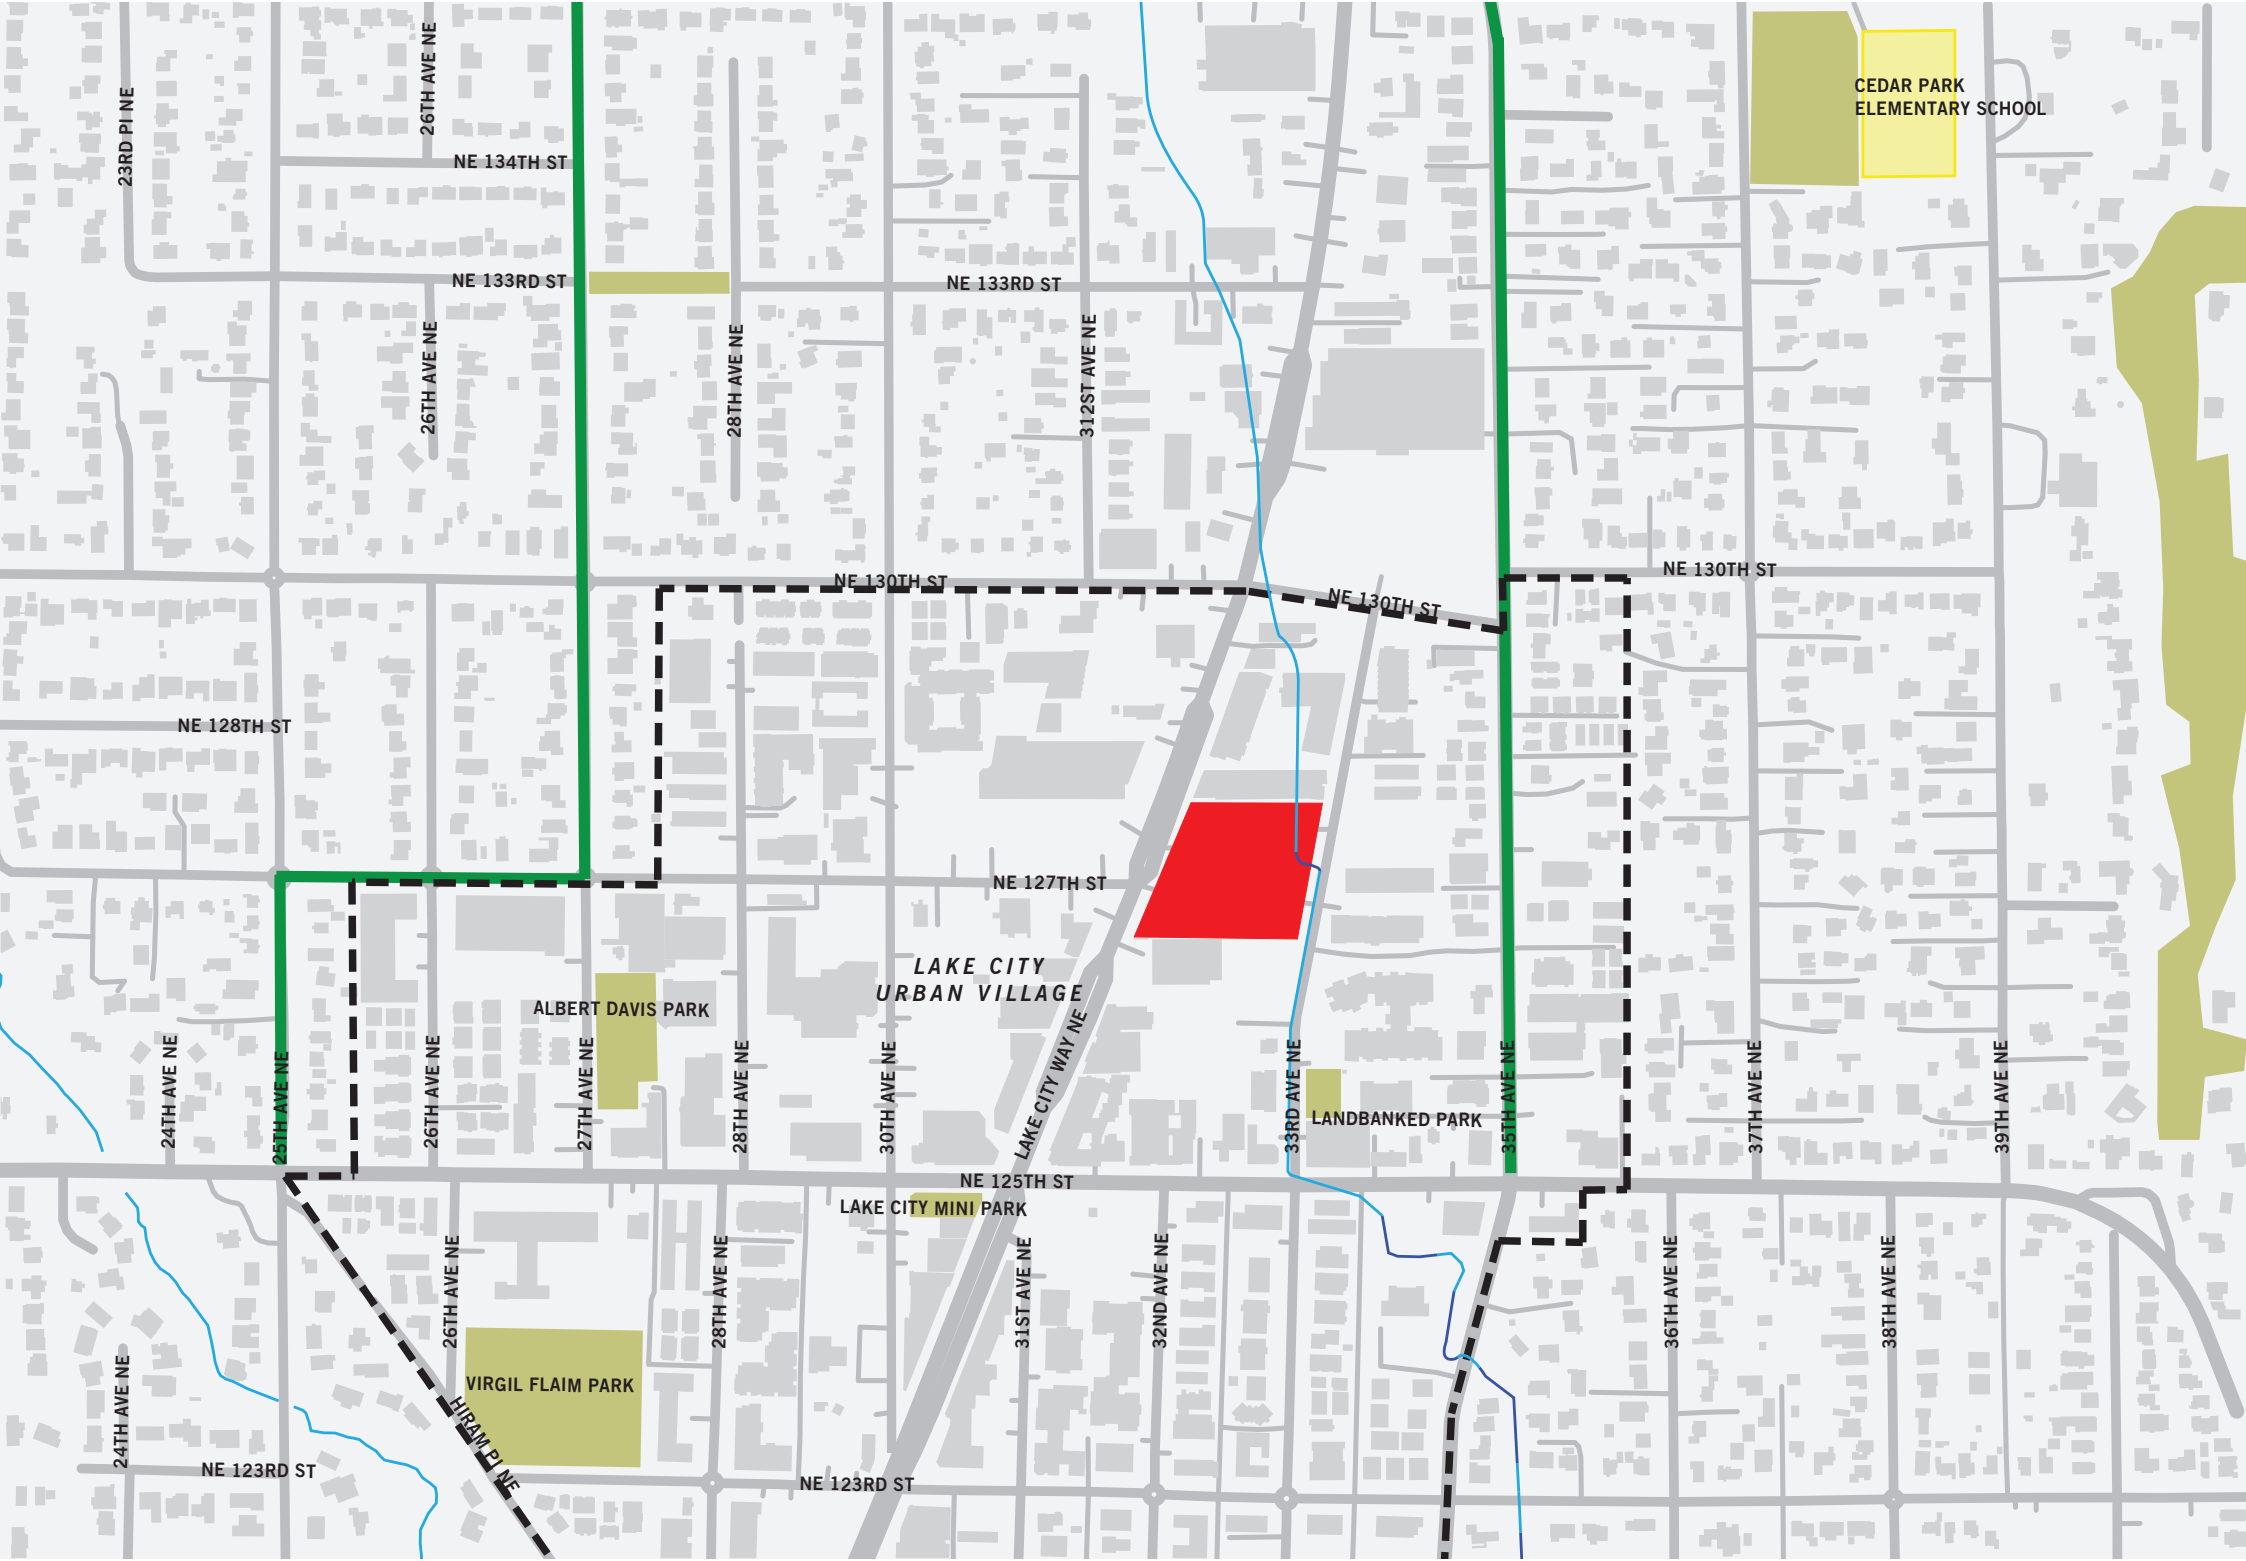 23RD Pl NE
26TH AVE NE
CEDAR PARK
ELEMENTARY SCHOOL
NE 134TH ST
NE 133RD ST
NE 133RD ST
26TH AVE NE
28TH AVE NE
312ST AVE NE
NE 130TH ST
NE 130TH ST
NE 130TH ST
NE 128TH ST
NE 127TH ST
LAKE CITY
URBAN VILLAGE
ALBERT DAVIS PARK
LAKE CITY WAY NE
24TH AVE NE
25TH AVE NE
26TH AVE NE
27TH AVE NE
28TH AVE NE
30TH AVE NE
33RD AVE NE
LANDBANKED PARK
35TH AVE NE
37TH AVE NE
39TH AVE NE
NE 125TH ST
LAKE CITY MINI PARK
26TH AVE NE
28TH AVE NE
31ST AVE NE
32ND AVE NE
36TH AVE NE
38TH AVE NE
24TH AVE NE
VIRGIL FLAIM PARK
HIRAM Pl NE
NE 123RD ST
NE 123RD ST